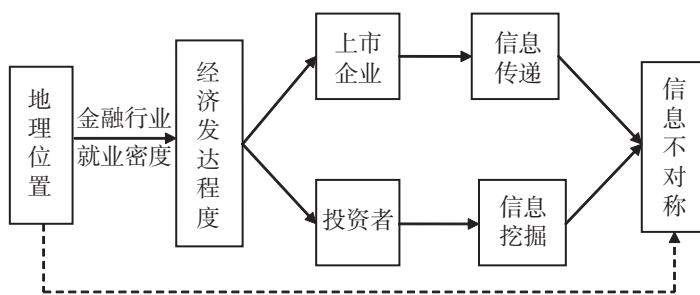 地理位置
金融行业
就业密度
经济发达程度
上市
企业
信息
传递
投资者
信息
挖掘
信息不对称